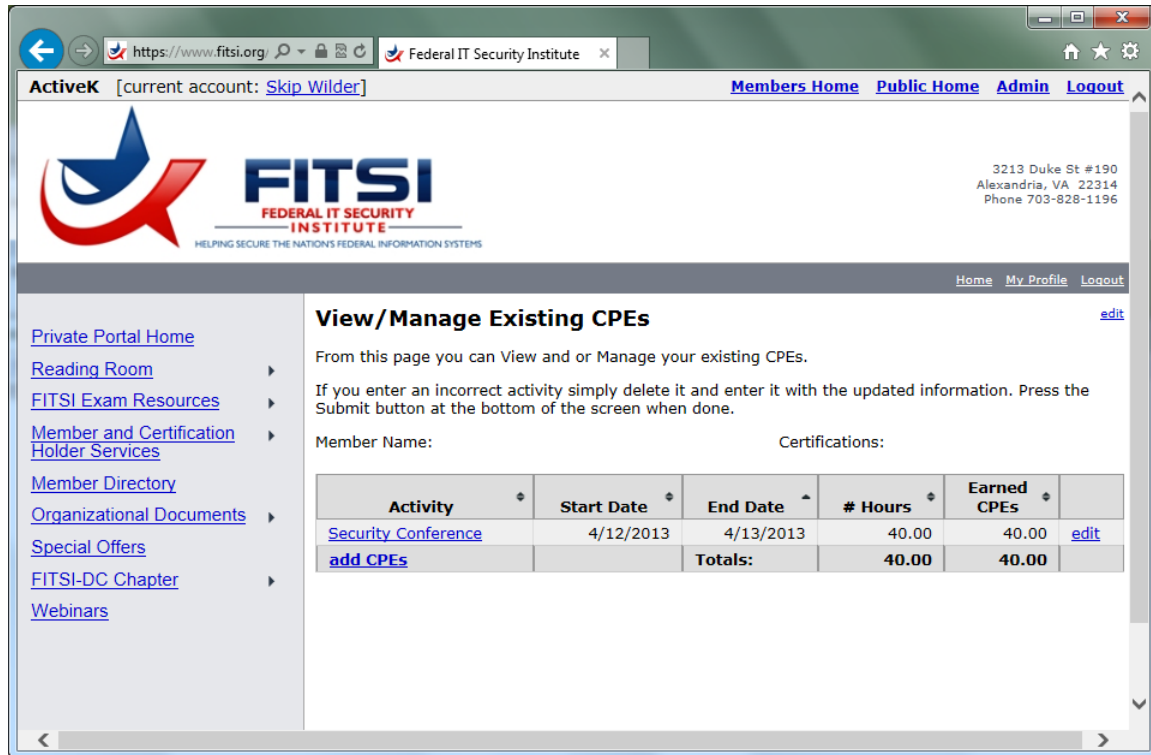 https://www.fitsi.org/
Federal IT Security Institute
ActiveK [current account: Skip Wilder]
Members Home Public Home Admin Logout
FITSI
FEDERAL IT SECURITY
INSTITUTE
HELPING SECURE THE NATION'S FEDERAL INFORMATION SYSTEMS
3213 Duke St #190
Alexandria, VA 22314
Phone 703-828-1196
Home My Profile Logout
Private Portal Home
Reading Room
FITSI Exam Resources
Member and Certification
Holder Services
Member Directory
Organizational Documents
Special Offers
FITSI-DC Chapter
Webinars
View/Manage Existing CPEs
edit
From this page you can View and or Manage your existing CPEs.
If you enter an incorrect activity simply delete it and enter it with the updated information. Press the
Submit button at the bottom of the screen when done.
Member Name: Certifications:
Activity Start Date End Date # Hours Earned CPEs
Security Conference 4/12/2013 4/13/2013 40.00 40.00 edit
add CPEs Totals: 40.00 40.00